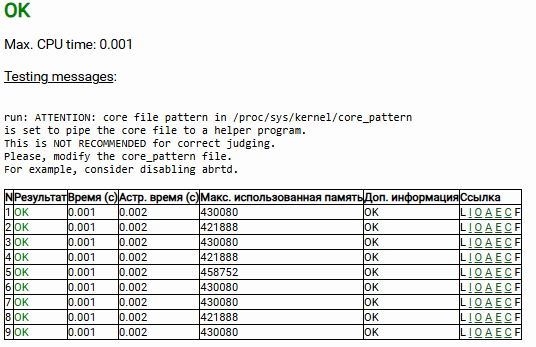 OK
Max. CPU time: 0.001
Testing messages:
run: ATTENTION: core file pattern in /proc/sys/kernel/core_pattern
is set to pipe the core file to a helper program.
This is NOT RECOMMENDED for correct judging.
Please, modify the core_pattern file.
For example, consider disabling abrtd.
N Результат Время (с) Астр. время (с) Макс. использованная память Доп. информация Ссылка
1 OK 0.001 0.002 430080 OK L I O A E C F
2 OK 0.001 0.002 421888 OK L I O A E C F
3 OK 0.001 0.002 430080 OK L I O A E C F
4 OK 0.001 0.002 421888 OK L I O A E C F
5 OK 0.001 0.002 458752 OK L I O A E C F
6 OK 0.001 0.002 430080 OK L I O A E C F
7 OK 0.001 0.002 430080 OK L I O A E C F
8 OK 0.001 0.002 421888 OK L I O A E C F
9 OK 0.001 0.002 430080 OK L I O A E C F